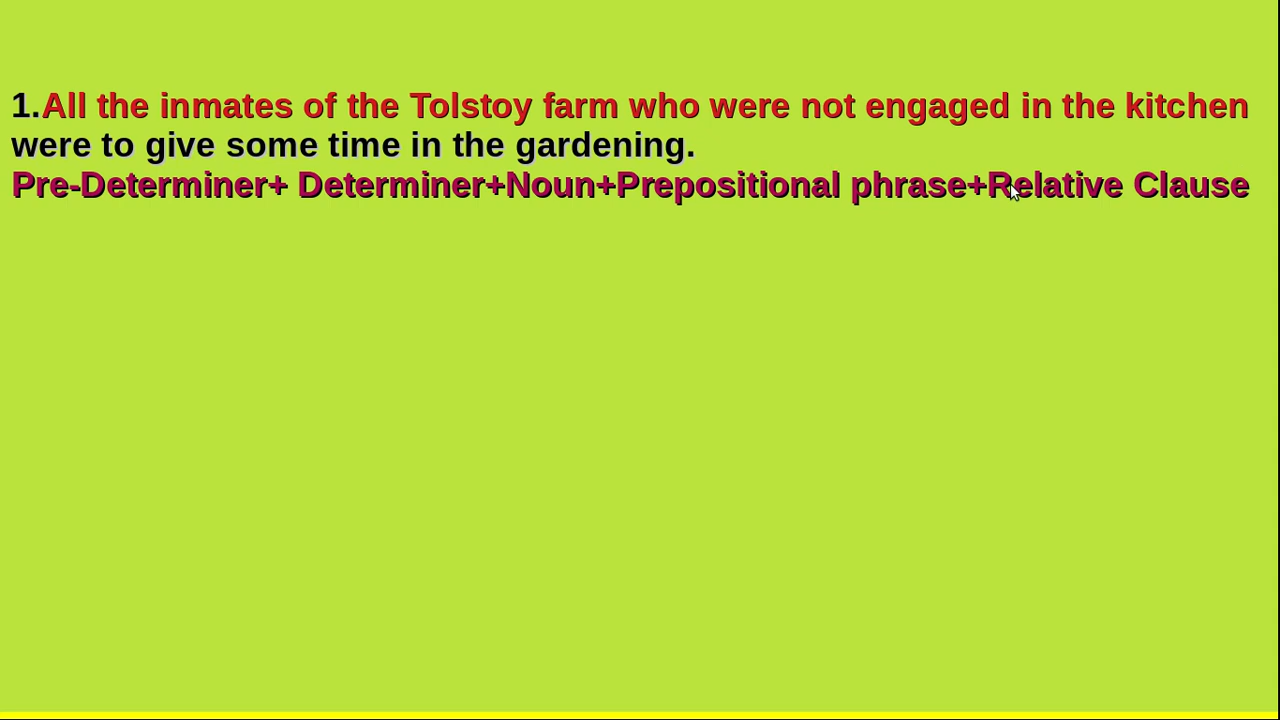 1.All the inmates of the Tolstoy farm who were not engaged in the kitchen
were to give some time in the gardening.
Pre-Determiner+ Determiner+Noun+Prepositional phrase+Relative Clause